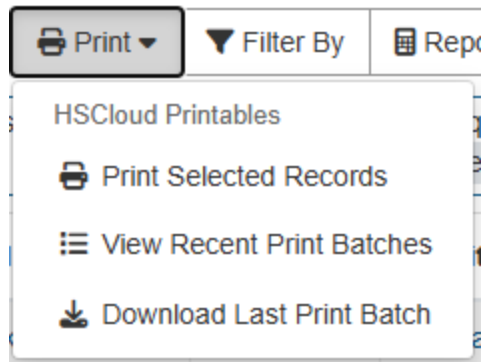 Print
Filter By
HSCloud Printables
Print Selected Records
View Recent Print Batches
Download Last Print Batch